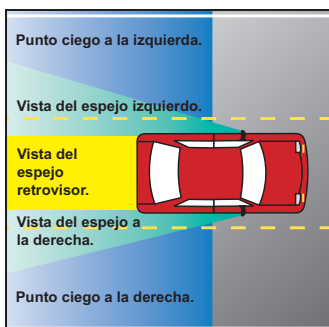 Punto ciego a la izquierda.
Vista del espejo izquierdo.
Vista del
espejo
retrovisor.
Vista del espejo a
la derecha.
Punto ciego a la derecha.